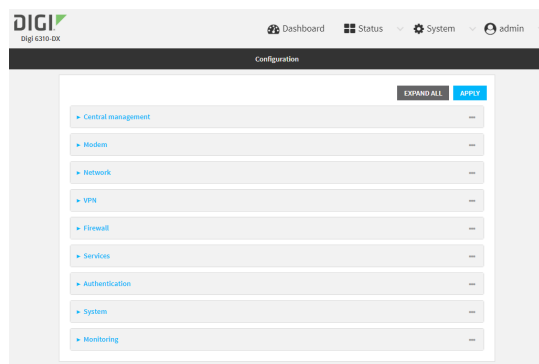 DIGI
Digi 6310-DX
Dashboard Status System admin
Configuration
EXPAND ALL APPLY
Central management
Modem
Network
VPN
Firewall
Services
Authentication
System
Monitoring